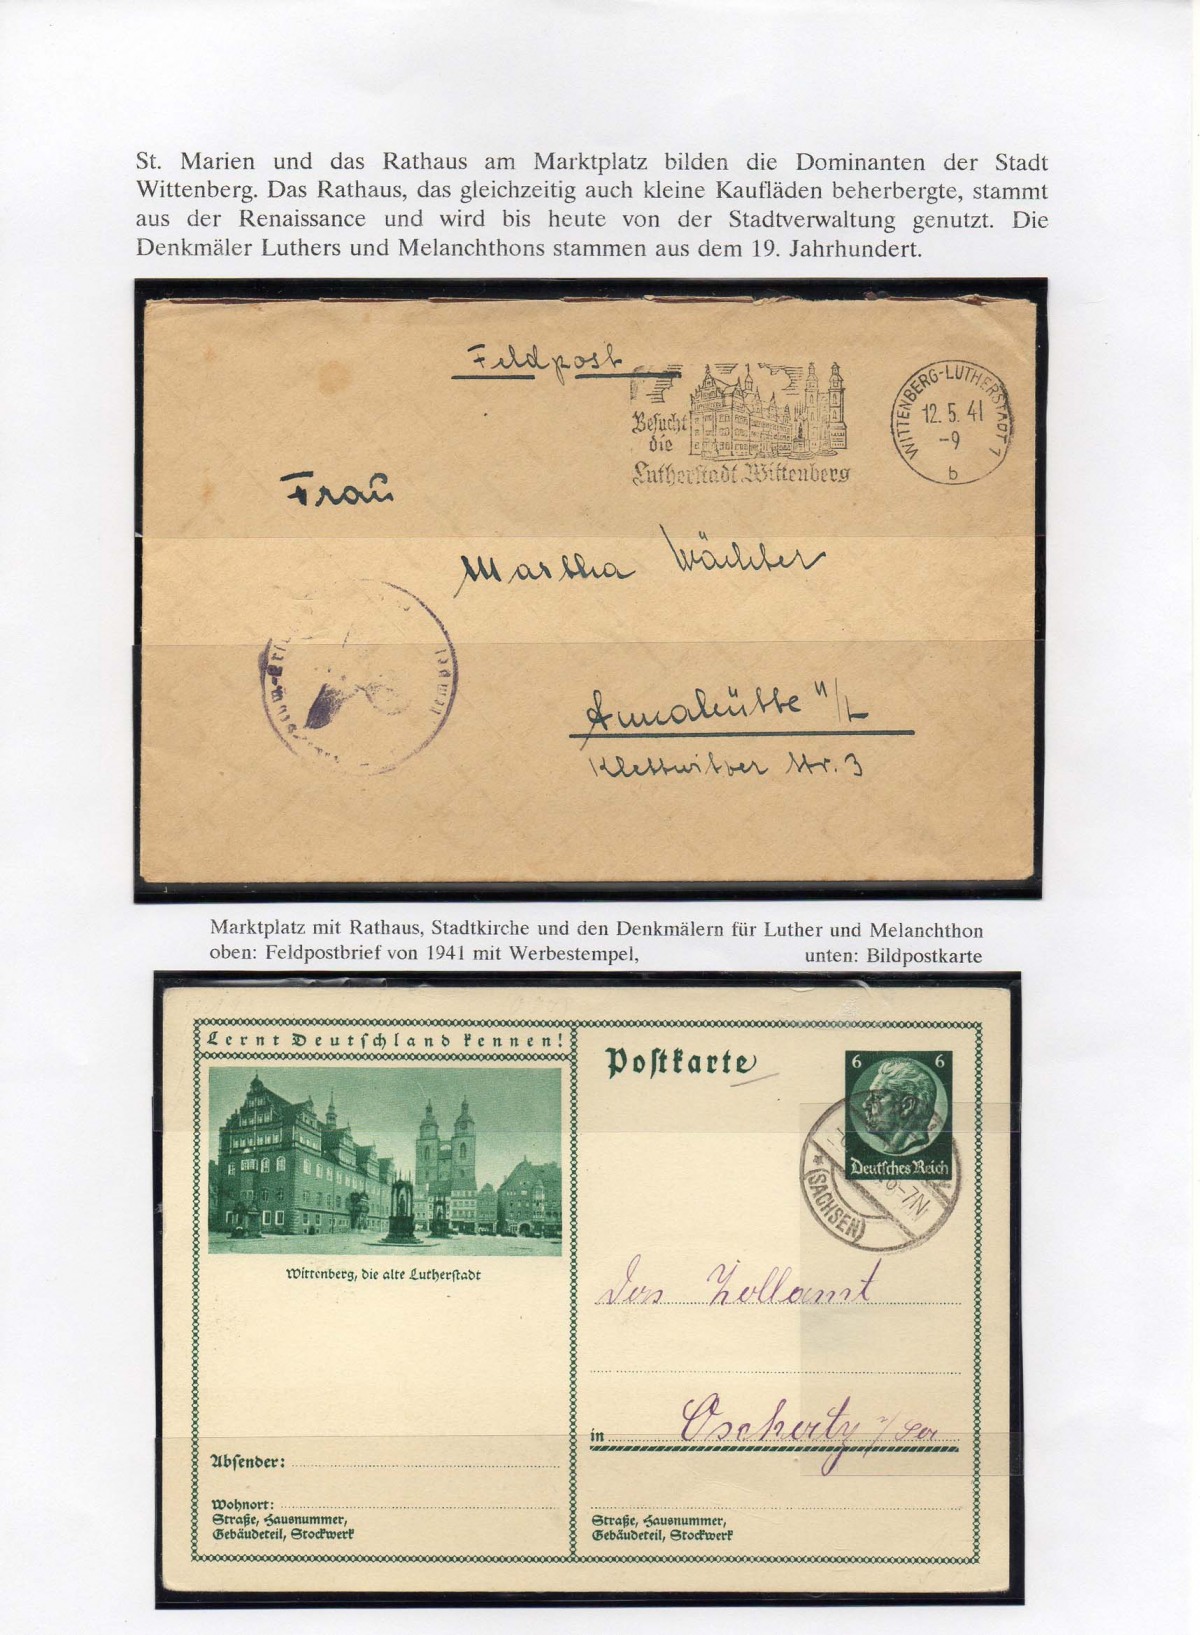 St. Marien und das Rathaus am Marktplatz bilden die Dominanten der Stadt
Wittenberg. Das Rathaus, das gleichzeitig auch kleine Kaufläden beherbergte, stammt
aus der Renaissance und wird bis heute von der Stadtverwaltung genutzt. Die
Denkmäler Luthers und Melanchthons stammen aus dem 19. Jahrhundert.
Feldpost
Besucht
die
Lutherstadt Wittenberg
WITTENBERG-LUTHERSTADT 1
12.5.41
-9
b
Frau
Martha Wächter
Annahütte N/L
Klettwitzer Str. 3
Marktplatz mit Rathaus, Stadtkirche und den Denkmälern für Luther und Melanchthon
oben: Feldpostbrief von 1941 mit Werbestempel, unten: Bildpostkarte
Lernt Deutschland kennen!
Postkarte
6 6
Deutsches Reich
(SACHSEN)
Wittenberg, die alte Lutherstadt
Das Zollamt
in
Absender:
Wohnort:
Straße, Hausnummer,
Gebäudeteil, Stockwerk
Straße, Hausnummer,
Gebäudeteil, Stockwerk